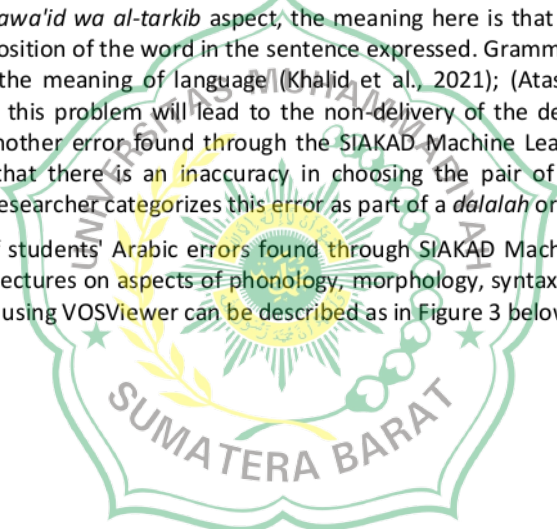 awa'id wa al-tarkib aspect, the meaning here is that
osition of the word in the sentence expressed. Gramm
the meaning of language (Khalid et al., 2021); (Atas
this problem will lead to the non-delivery of the de
nother error found through the SIAKAD Machine Lea
that there is an inaccuracy in choosing the pair of
esearcher categorizes this error as part of a dalalah or
f students' Arabic errors found through SIAKAD Mach
ectures on aspects of phonology, morphology, syntax
using VOSViewer can be described as in Figure 3 below
UNIVERSITAS MUHAMMADIYAH
SUMATERA BARAT